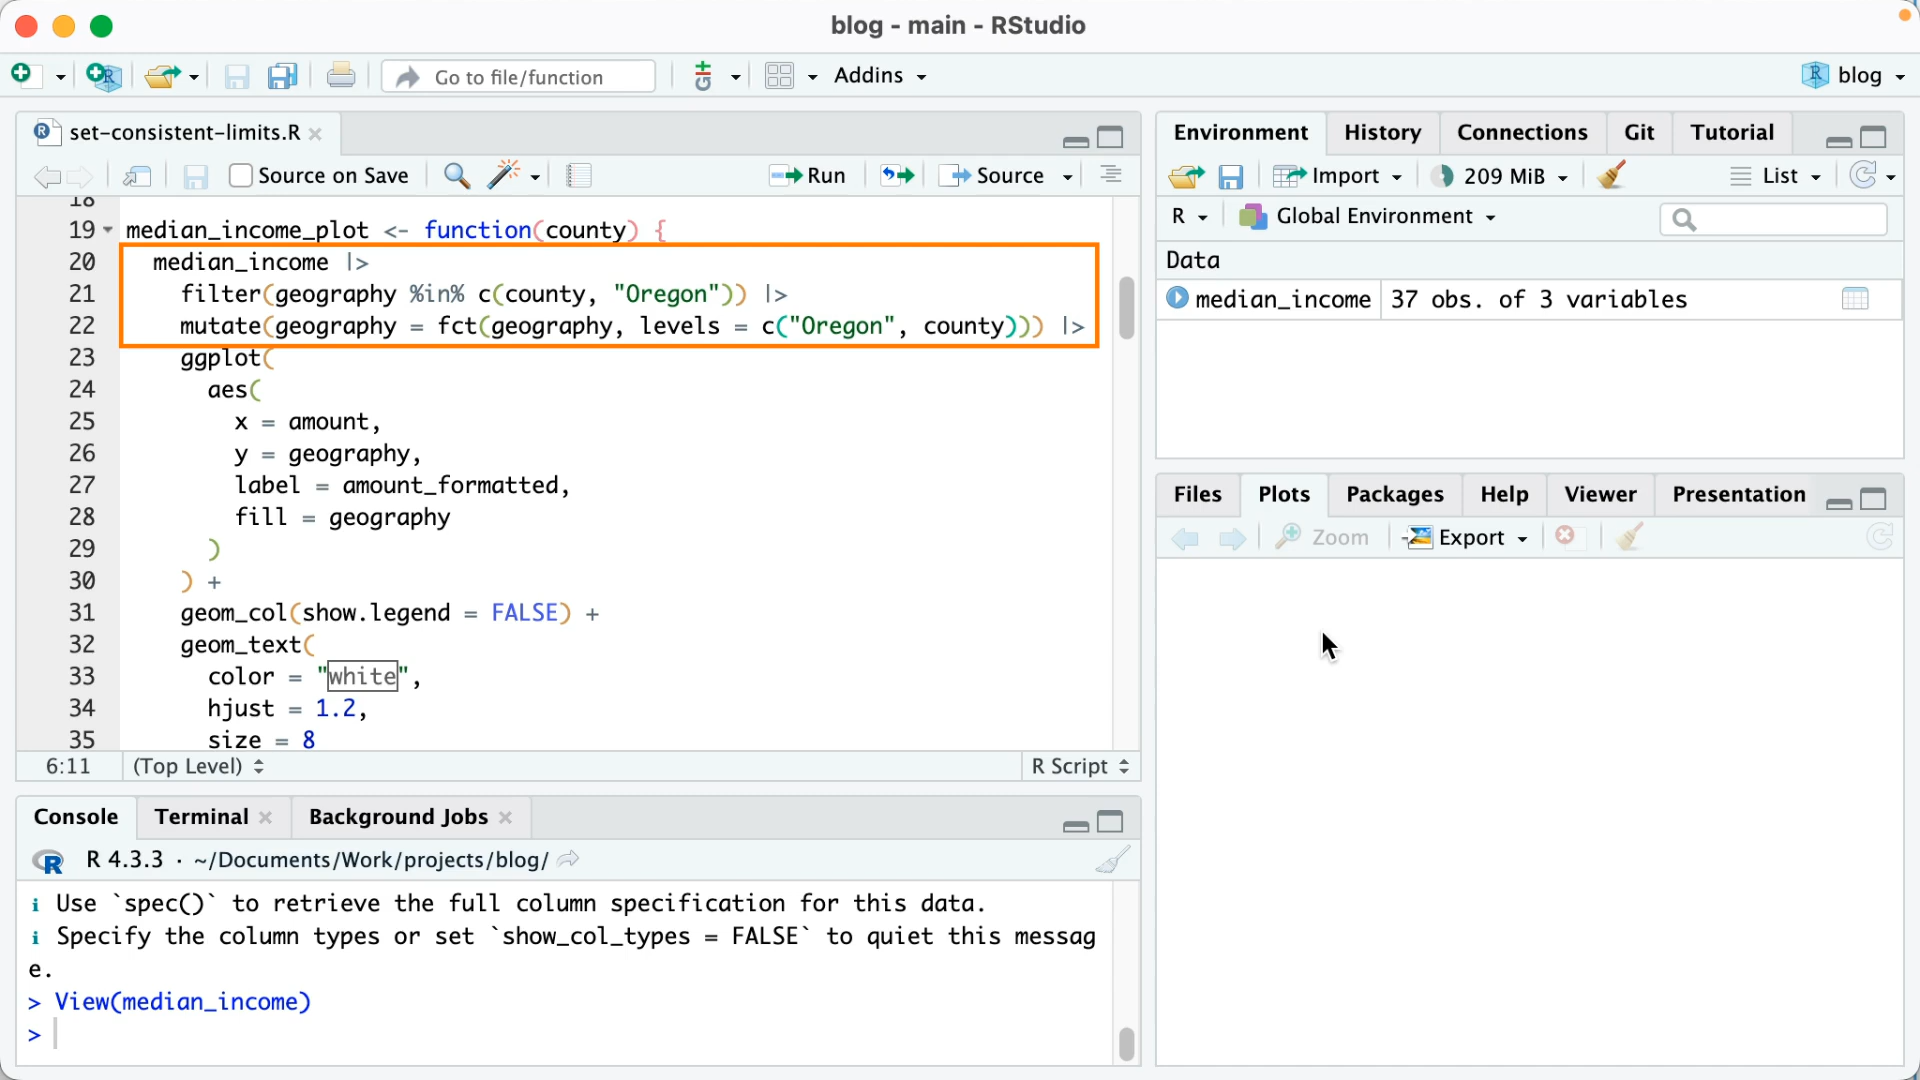 blog - main - RStudio
Go to file/function
Addins
blog
set-consistent-limits.R
Source on Save
Run
Source
18
19 median_income_plot <- function(county) {
20 median_income |>
21 filter(geography %in% c(county, "Oregon")) |>
22 mutate(geography = fct(geography, levels = c("Oregon", county))) |>
23 ggplot(
24 aes(
25 x = amount,
26 y = geography,
27 label = amount_formatted,
28 fill = geography
29 )
30 ) +
31 geom_col(show.legend = FALSE) +
32 geom_text(
33 color = "white",
34 hjust = 1.2,
35 size = 8
6:11 (Top Level) R Script
Console Terminal Background Jobs
R 4.3.3 · ~/Documents/Work/projects/blog/
i Use `spec()` to retrieve the full column specification for this data.
i Specify the column types or set `show_col_types = FALSE` to quiet this messag
e.
> View(median_income)
>
Environment History Connections Git Tutorial
Import 209 MiB List
R Global Environment
Data
median_income 37 obs. of 3 variables
Files Plots Packages Help Viewer Presentation
Zoom Export